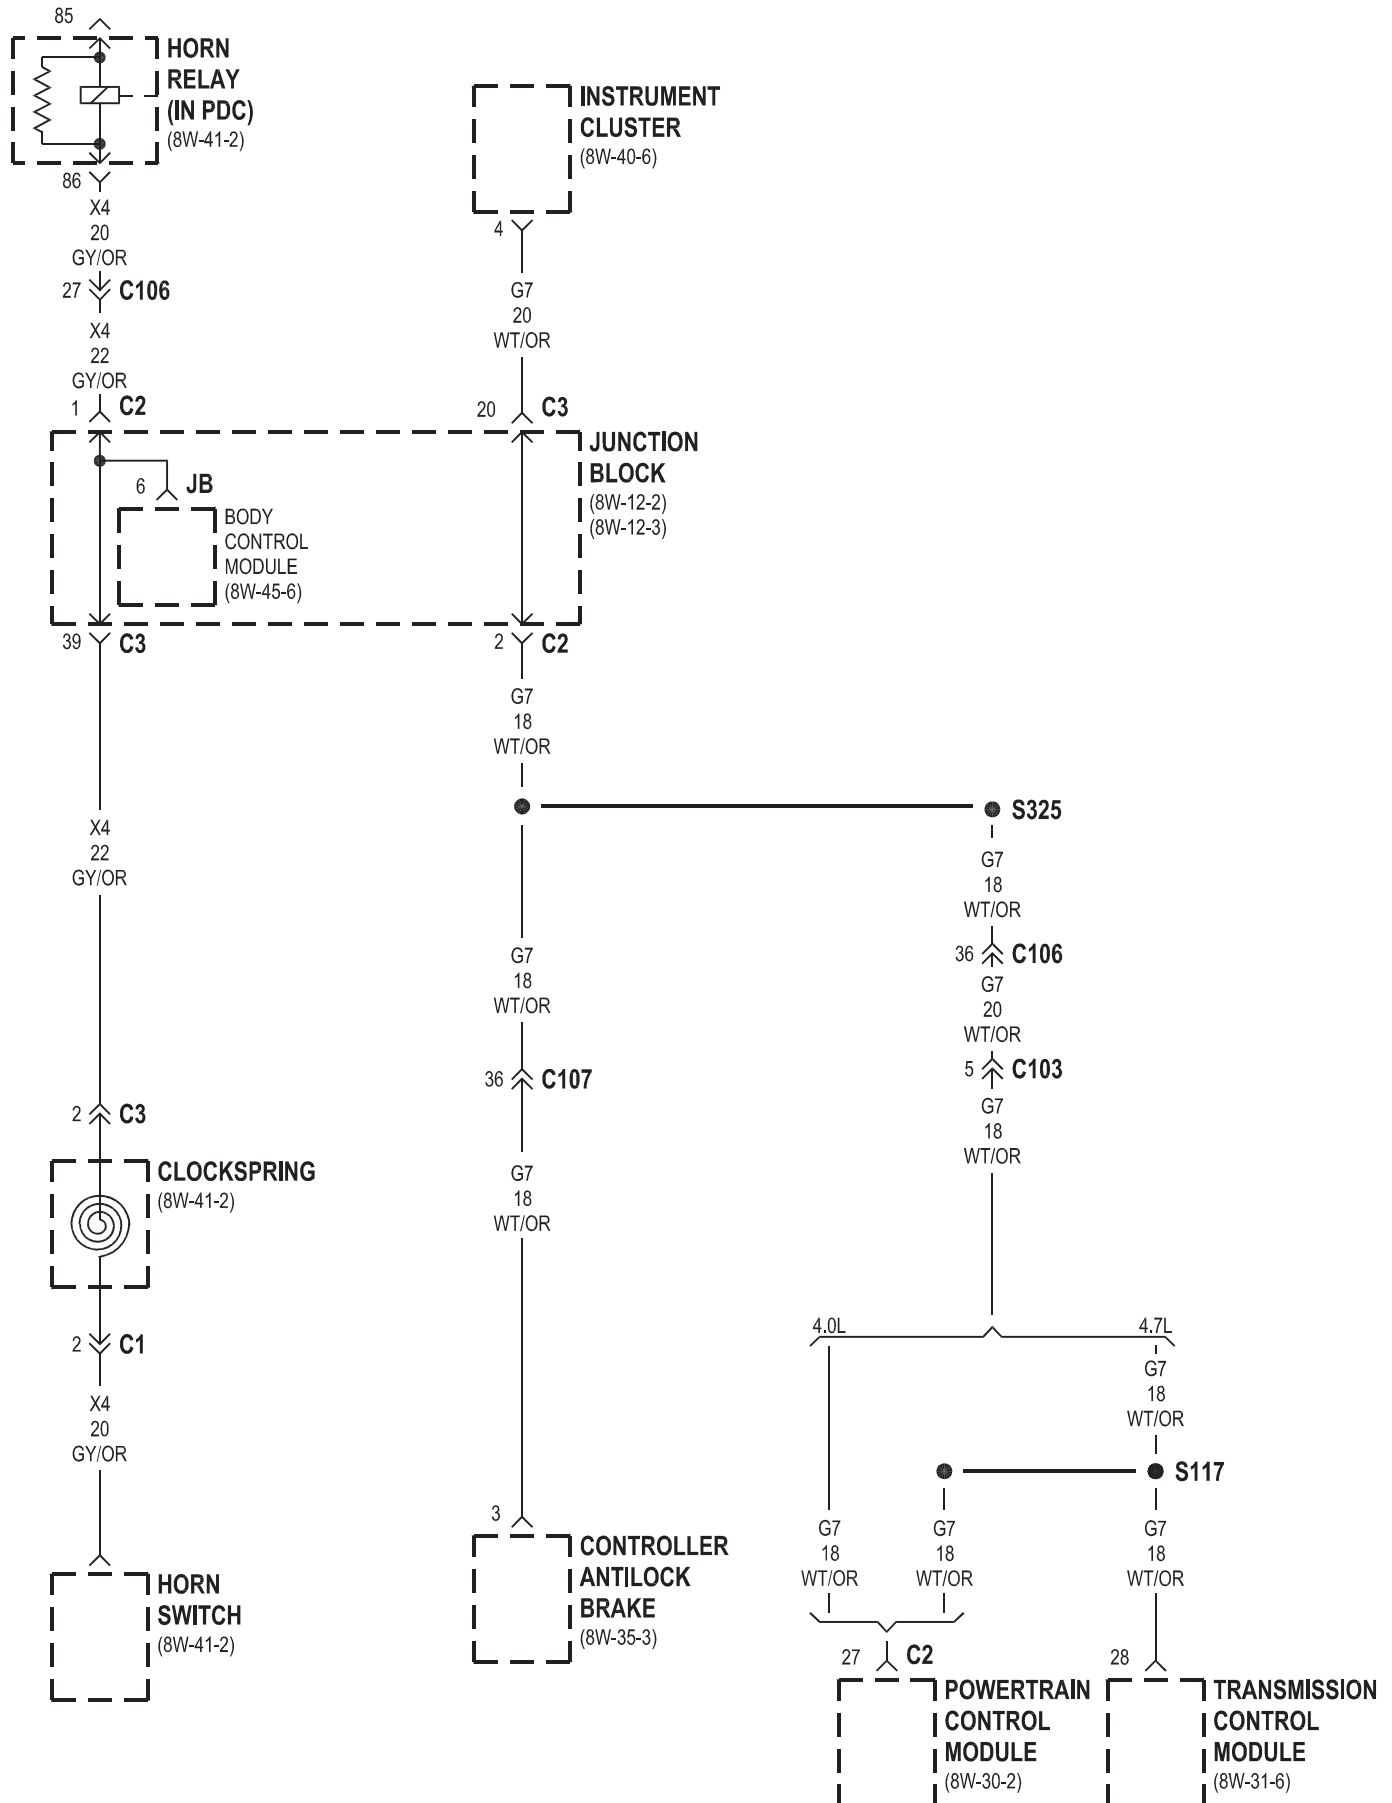 85
HORN
RELAY
(IN PDC)
(8W-41-2)
86
X4
20
GY/OR
27
C106
X4
22
GY/OR
1
C2
INSTRUMENT
CLUSTER
(8W-40-6)
4
G7
20
WT/OR
20
C3
JUNCTION
BLOCK
(8W-12-2)
(8W-12-3)
6
JB
BODY
CONTROL
MODULE
(8W-45-6)
39
C3
2
C2
X4
22
GY/OR
2
C3
CLOCKSPRING
(8W-41-2)
2
C1
X4
20
GY/OR
HORN
SWITCH
(8W-41-2)
G7
18
WT/OR
S325
G7
18
WT/OR
36
C107
G7
18
WT/OR
3
CONTROLLER
ANTILOCK
BRAKE
(8W-35-3)
G7
18
WT/OR
36
C106
G7
20
WT/OR
5
C103
G7
18
WT/OR
4.0L
4.7L
G7
18
WT/OR
S117
G7
18
WT/OR
G7
18
WT/OR
G7
18
WT/OR
27
C2
28
POWERTRAIN
CONTROL
MODULE
(8W-30-2)
TRANSMISSION
CONTROL
MODULE
(8W-31-6)